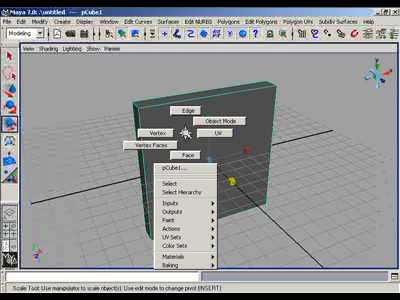 Maya 7.0: .\untitled --- pCube1
File Edit Modify Create Display Window Edit Curves Surfaces Edit NURBS Polygons Edit Polygons Polygon UVs Subdiv Surfaces
Modeling
View Shading Lighting Show Panels
Edge
Object Mode
Vertex
UV
Vertex Faces
Face
pCube1...
Select
Select Hierarchy
Inputs
Outputs
Paint
Actions
UV Sets
Color Sets
Materials
Baking
Scale Tool: Use manipulator to scale object(s). Use edit mode to change pivot (INSERT).